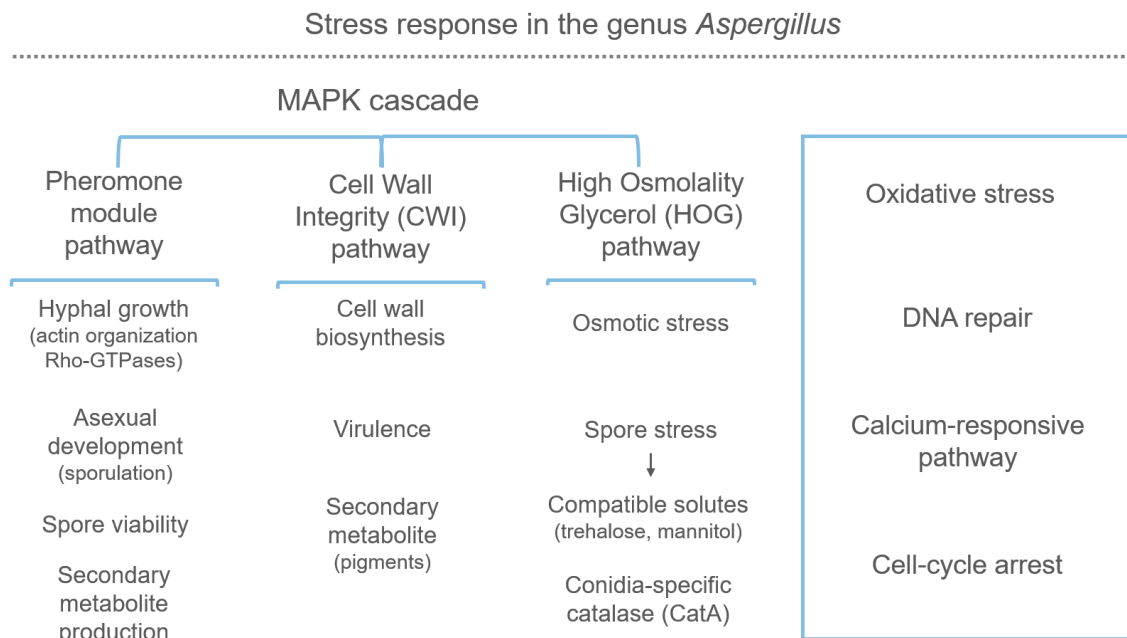 Stress response in the genus Aspergillus
MAPK cascade
Pheromone
module
pathway
Hyphal growth
(actin organization
Rho-GTPases)
Asexual
development
(sporulation)
Spore viability
Secondary
metabolite
production
Cell Wall
Integrity (CWI)
pathway
Cell wall
biosynthesis
Virulence
Secondary
metabolite
(pigments)
High Osmolality
Glycerol (HOG)
pathway
Osmotic stress
Spore stress
Compatible solutes
(trehalose, mannitol)
Conidia-specific
catalase (CatA)
Oxidative stress
DNA repair
Calcium-responsive
pathway
Cell-cycle arrest